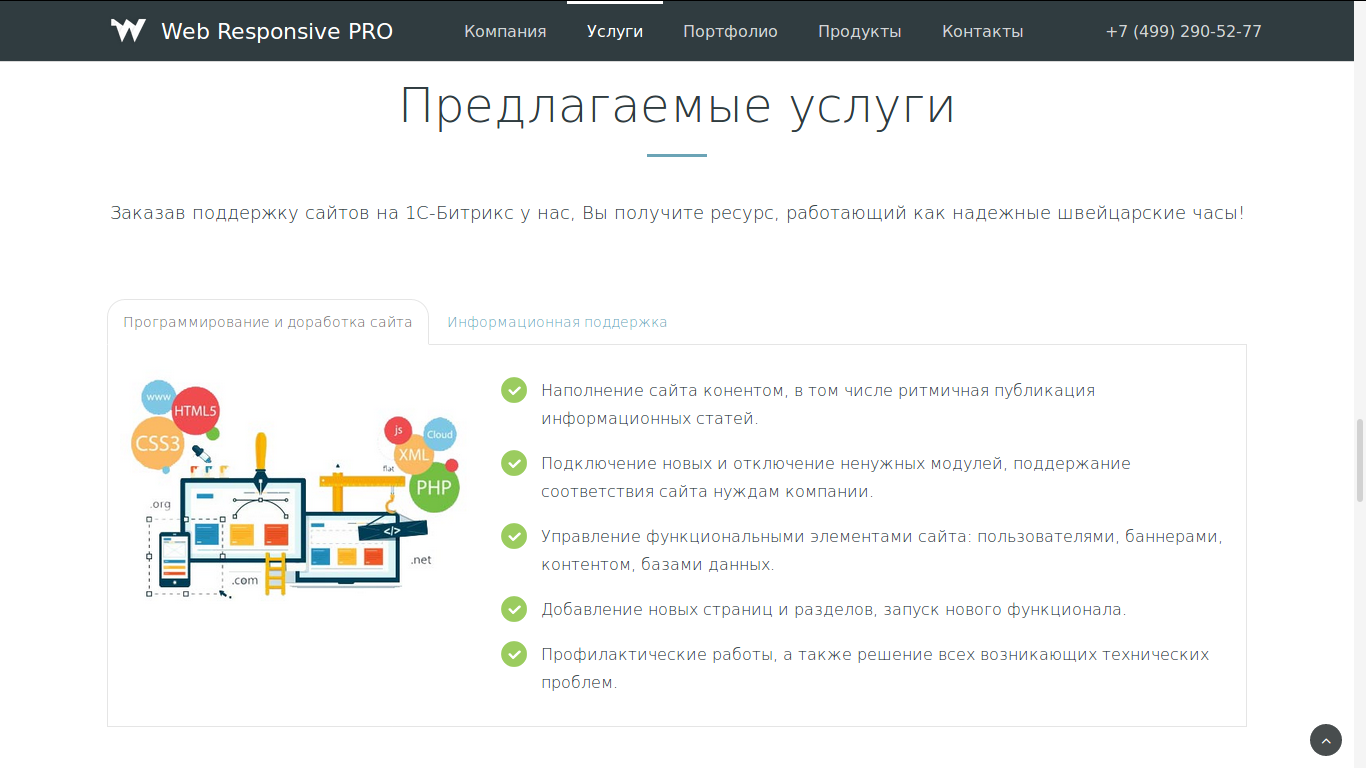 Web Responsive PRO
Компания
Услуги
Портфолио
Продукты
Контакты
+7 (499) 290-52-77
Предлагаемые услуги
Заказав поддержку сайтов на 1С-Битрикс у нас, Вы получите ресурс, работающий как надежные швейцарские часы!
Программирование и доработка сайта
Информационная поддержка
www
HTML5
CSS3
js
Cloud
XML
flat
PHP
.org
</>
.net
.com
Наполнение сайта конентом, в том числе ритмичная публикация
информационных статей.
Подключение новых и отключение ненужных модулей, поддержание
соответствия сайта нуждам компании.
Управление функциональными элементами сайта: пользователями, баннерами,
контентом, базами данных.
Добавление новых страниц и разделов, запуск нового функционала.
Профилактические работы, а также решение всех возникающих технических
проблем.